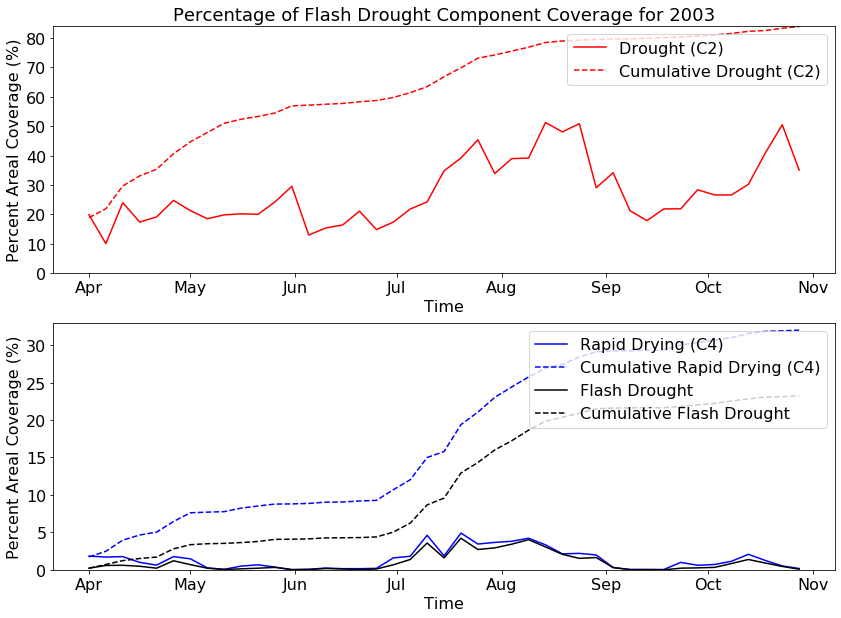 Percentage of Flash Drought Component Coverage for 2003
Percent Areal Coverage (%)
80
70
60
50
40
30
20
10
0
Drought (C2)
Cumulative Drought (C2)
Apr May Jun Jul Aug Sep Oct Nov
Time
Percent Areal Coverage (%)
30
25
20
15
10
5
0
Rapid Drying (C4)
Cumulative Rapid Drying (C4)
Flash Drought
Cumulative Flash Drought
Apr May Jun Jul Aug Sep Oct Nov
Time